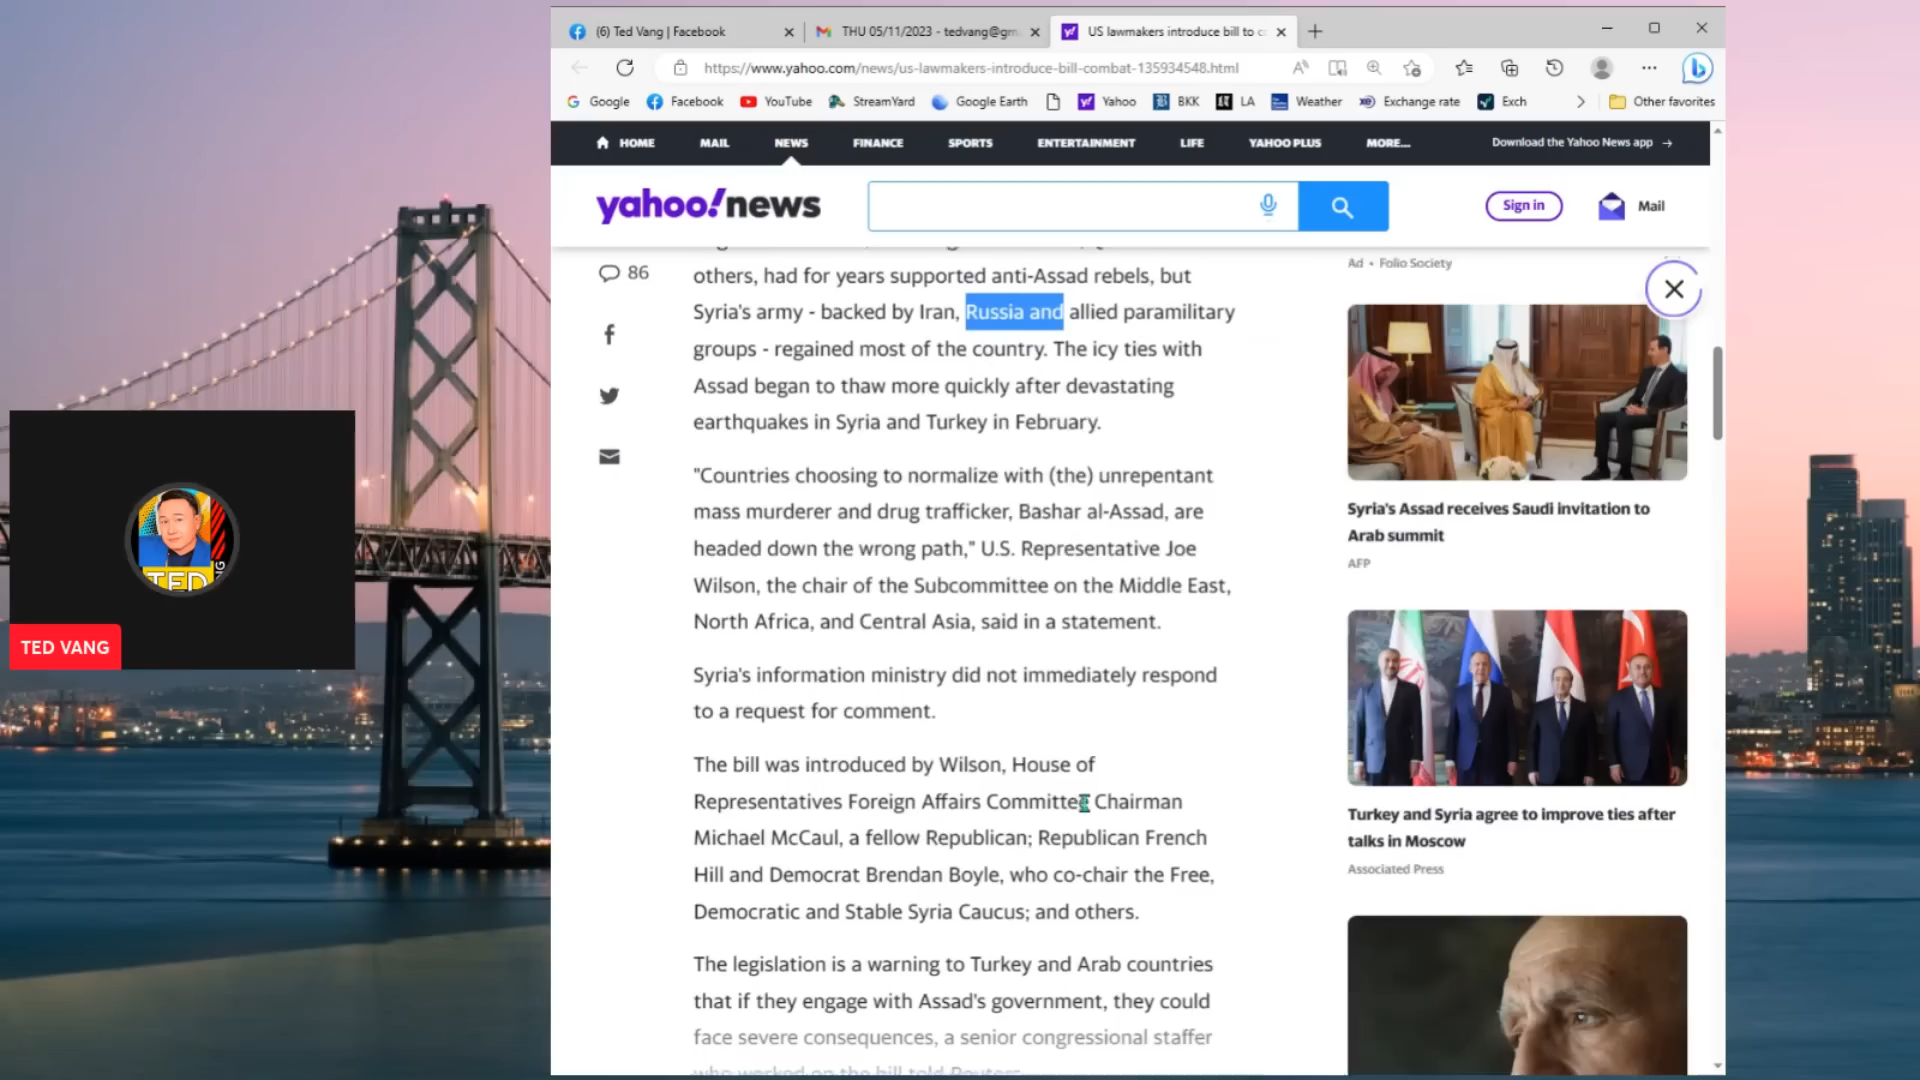 (6) Ted Vang | Facebook
THU 05/11/2023 - tedvang@gm
US lawmakers introduce bill to c
https://www.yahoo.com/news/us-lawmakers-introduce-bill-combat-135934548.html
Google Facebook YouTube StreamYard Google Earth Yahoo BKK LA Weather Exchange rate Exch Other favorites
HOME MAIL NEWS FINANCE SPORTS ENTERTAINMENT LIFE YAHOO PLUS MORE... Download the Yahoo News app →
yahoo!news
Sign in
Mail
86
others, had for years supported anti-Assad rebels, but
Syria's army - backed by Iran, Russia and allied paramilitary
groups - regained most of the country. The icy ties with
Assad began to thaw more quickly after devastating
earthquakes in Syria and Turkey in February.
"Countries choosing to normalize with (the) unrepentant
mass murderer and drug trafficker, Bashar al-Assad, are
headed down the wrong path," U.S. Representative Joe
Wilson, the chair of the Subcommittee on the Middle East,
North Africa, and Central Asia, said in a statement.
Syria's information ministry did not immediately respond
to a request for comment.
The bill was introduced by Wilson, House of
Representatives Foreign Affairs Committee Chairman
Michael McCaul, a fellow Republican; Republican French
Hill and Democrat Brendan Boyle, who co-chair the Free,
Democratic and Stable Syria Caucus; and others.
The legislation is a warning to Turkey and Arab countries
that if they engage with Assad's government, they could
face severe consequences, a senior congressional staffer
who worked on the bill told Reuters
Ad • Folio Society
Syria's Assad receives Saudi invitation to
Arab summit
AFP
Turkey and Syria agree to improve ties after
talks in Moscow
Associated Press
TED
TED VANG